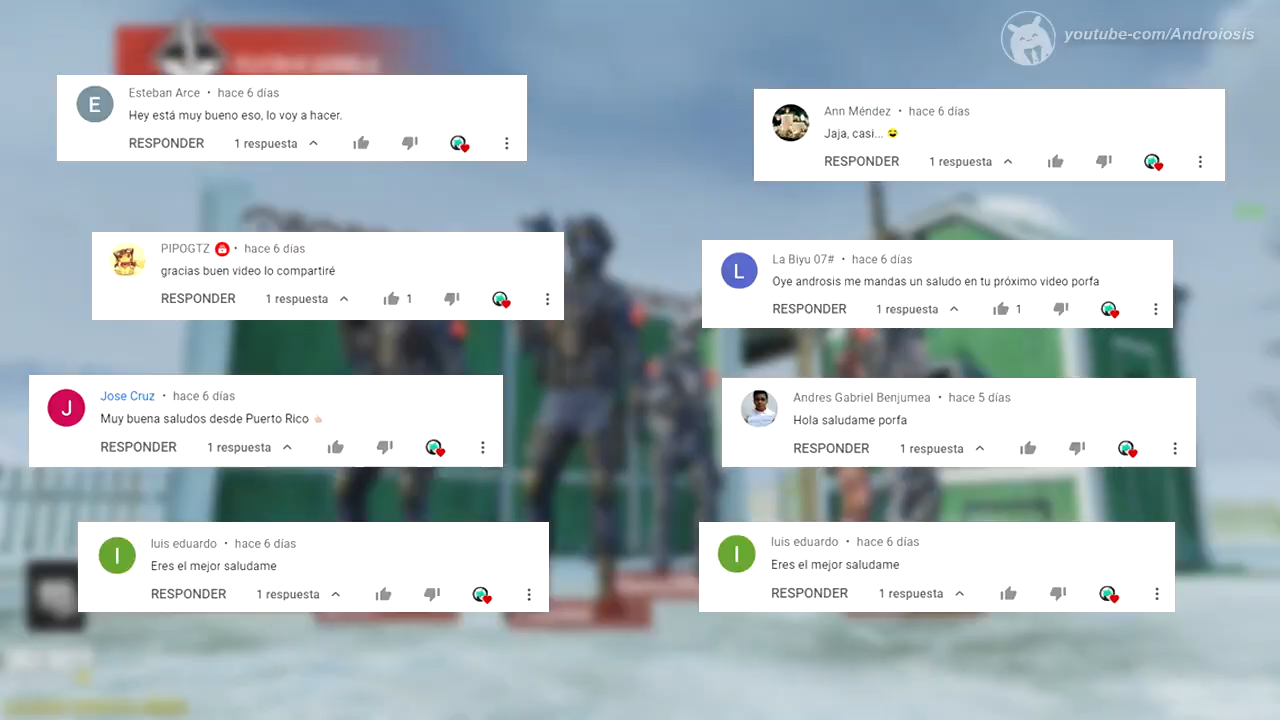 youtube-com/Androiosis
Esteban Arce • hace 6 días
Hey está muy bueno eso, lo voy a hacer.
RESPONDER 1 respuesta
Ann Méndez • hace 6 días
Jaja, casi... 😅
RESPONDER 1 respuesta
PIPOGTZ • hace 6 días
gracias buen video lo compartiré
RESPONDER 1 respuesta 1
La Biyu 07# • hace 6 días
Oye androsis me mandas un saludo en tu próximo video porfa
RESPONDER 1 respuesta 1
Jose Cruz • hace 6 días
Muy buena saludos desde Puerto Rico
RESPONDER 1 respuesta
Andres Gabriel Benjumea • hace 5 días
Hola saludame porfa
RESPONDER 1 respuesta
luis eduardo • hace 6 días
Eres el mejor saludame
RESPONDER 1 respuesta
luis eduardo • hace 6 días
Eres el mejor saludame
RESPONDER 1 respuesta
E
L
J
l
l